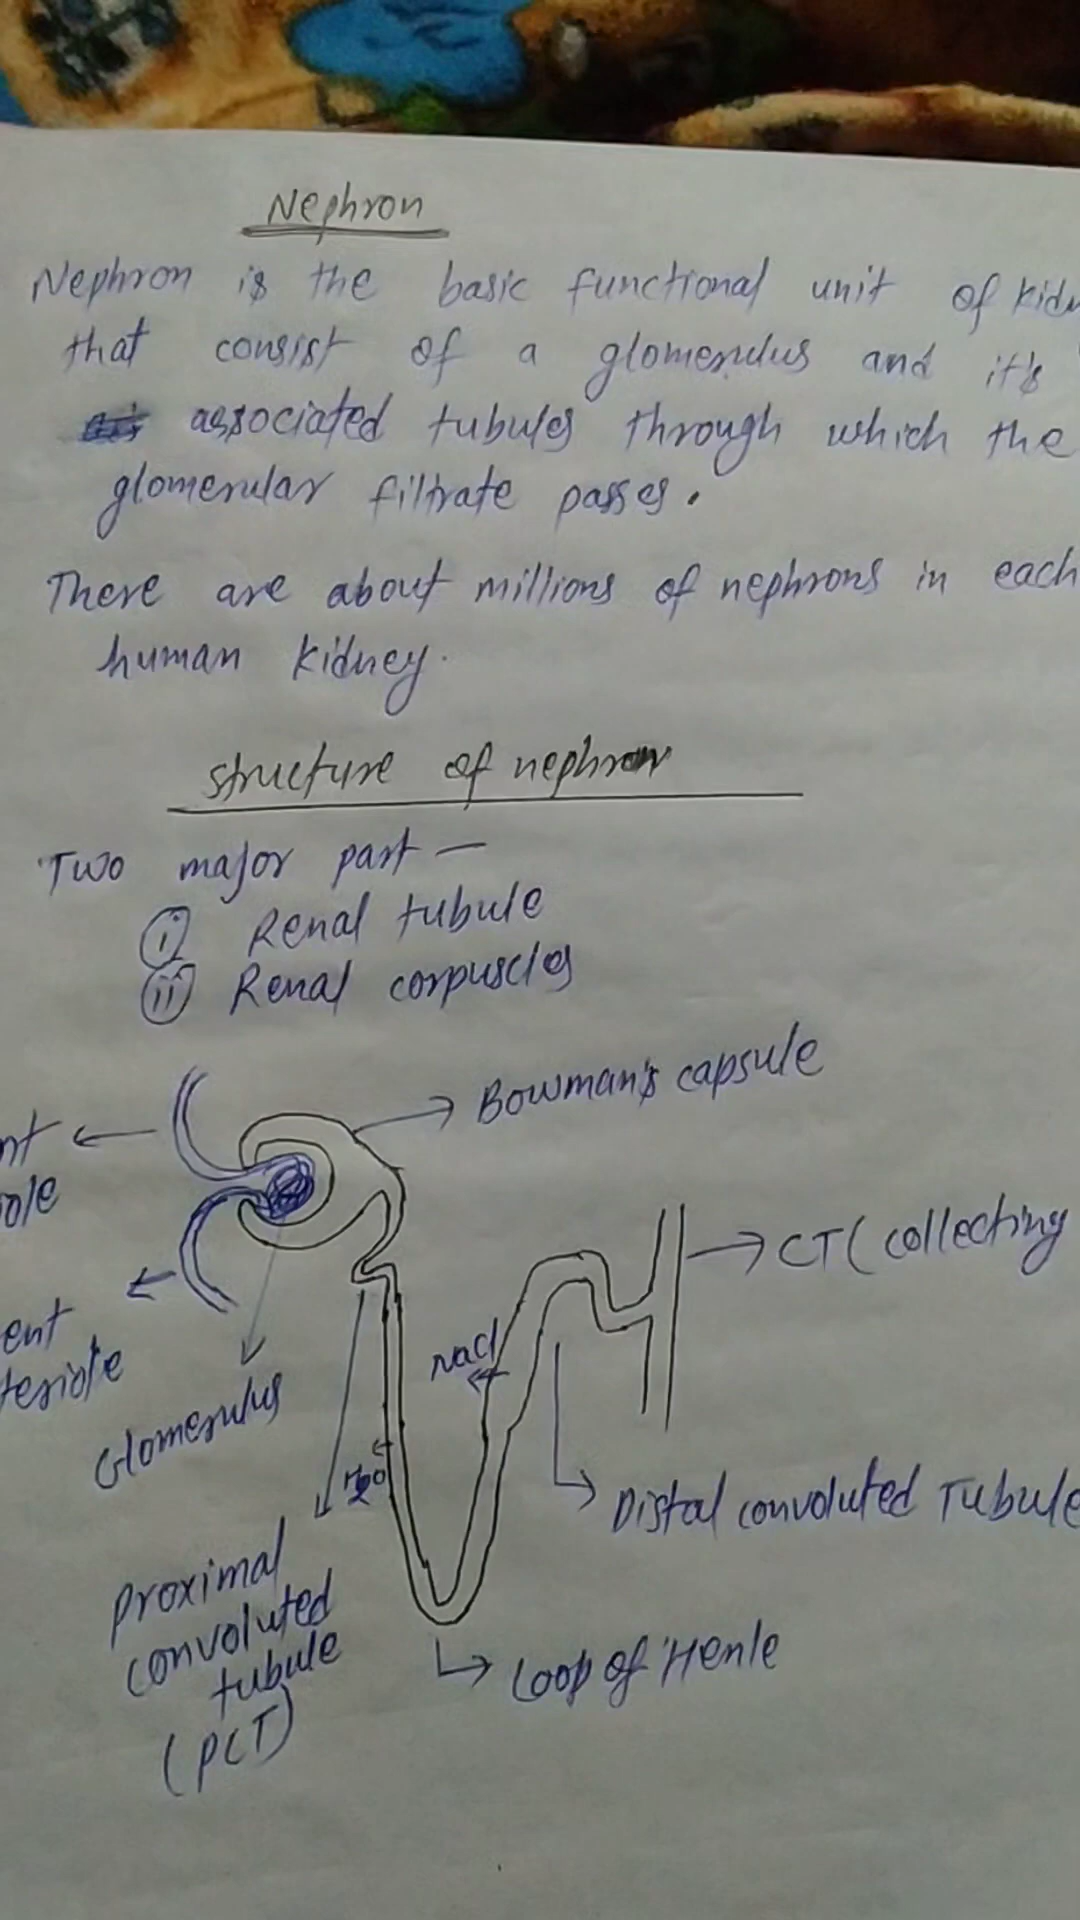 Nephron
Nephron is the basic functional unit of kid
that consist of a glomerulus and it's
associated tubules through which the
glomerular filtrate passes.
There are about millions of nephrons in each
human kidney.
structure of nephron
Two major part —
(i) Renal tubule
(ii) Renal corpuscles
Bowman's capsule
nt
ole
CT( collecting
ent
teriole
Glomerulus
Nacl
H2o
Distal convoluted Tubule
proximal
convoluted
tubule
(PCT)
Loop of Henle